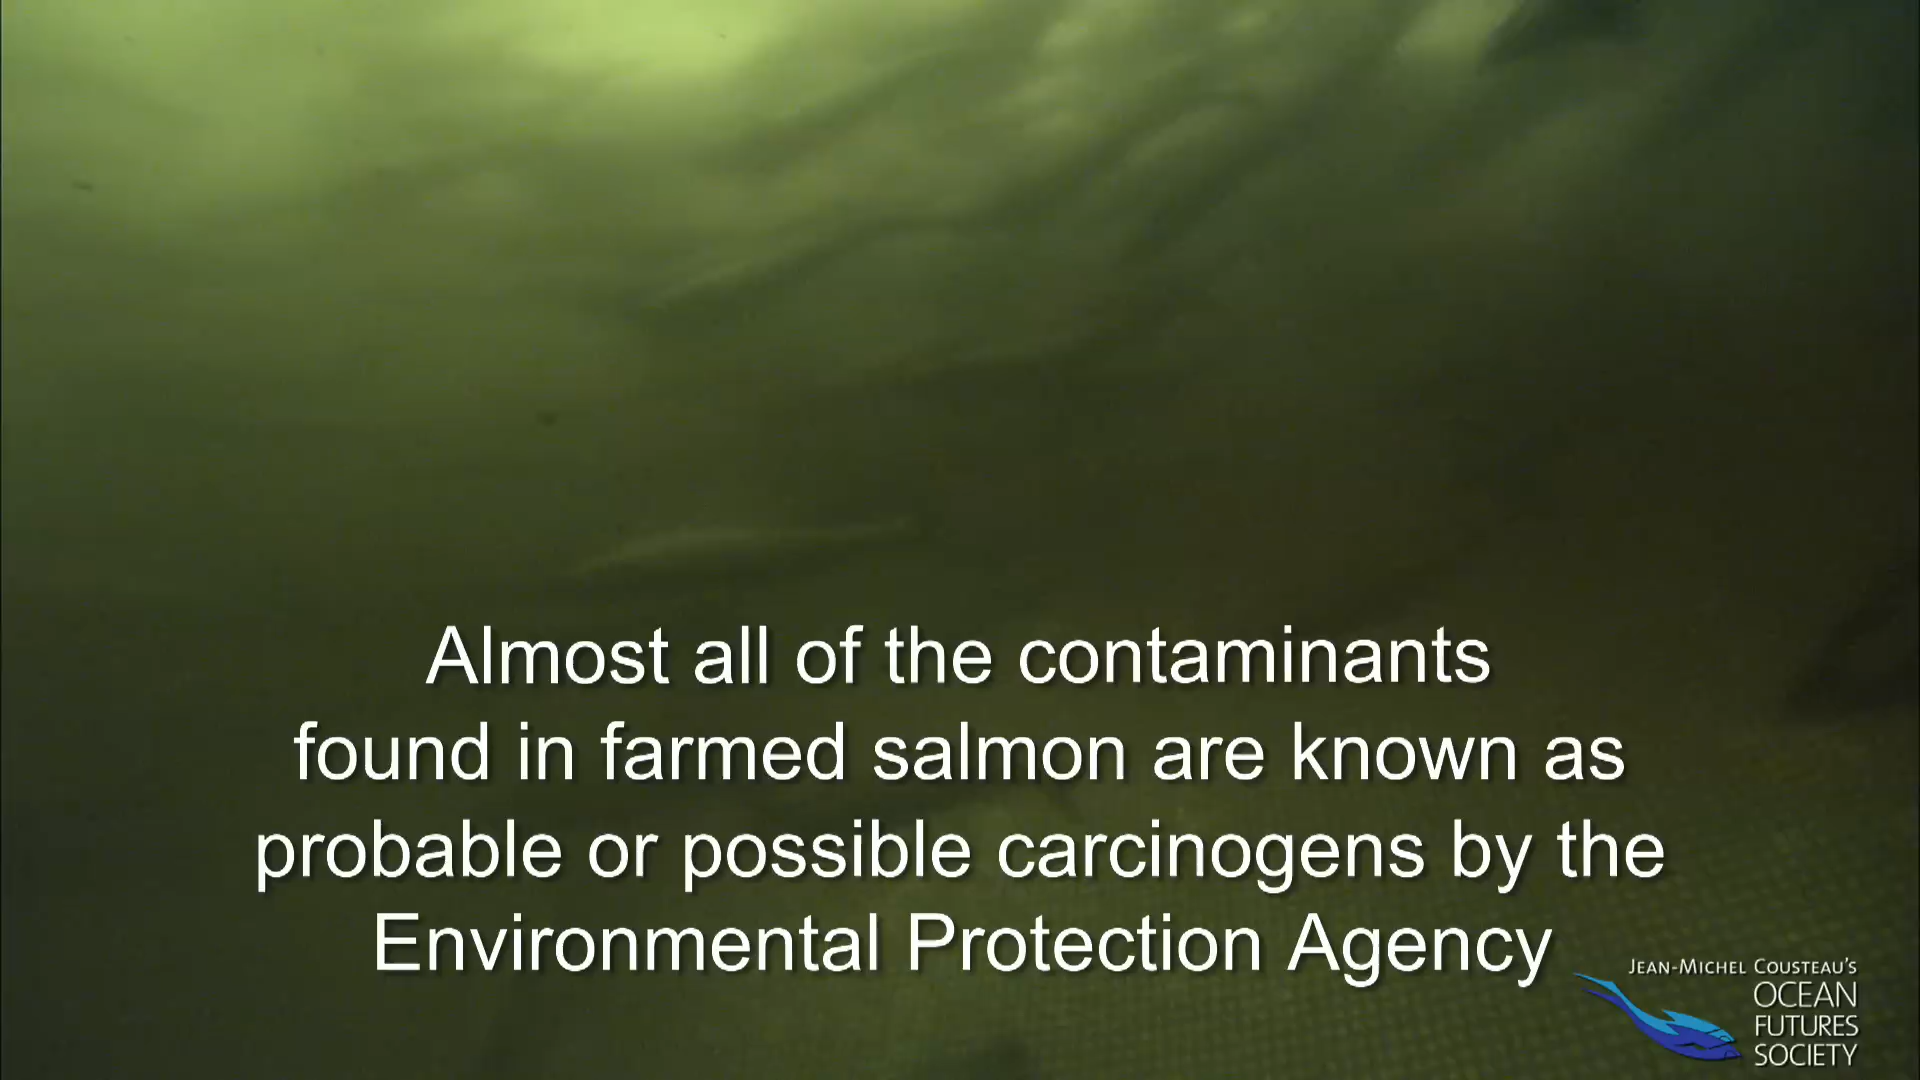 Almost all of the contaminants
found in farmed salmon are known as
probable or possible carcinogens by the
Environmental Protection Agency
JEAN-MICHEL COUSTEAU'S
OCEAN
FUTURES
SOCIETY